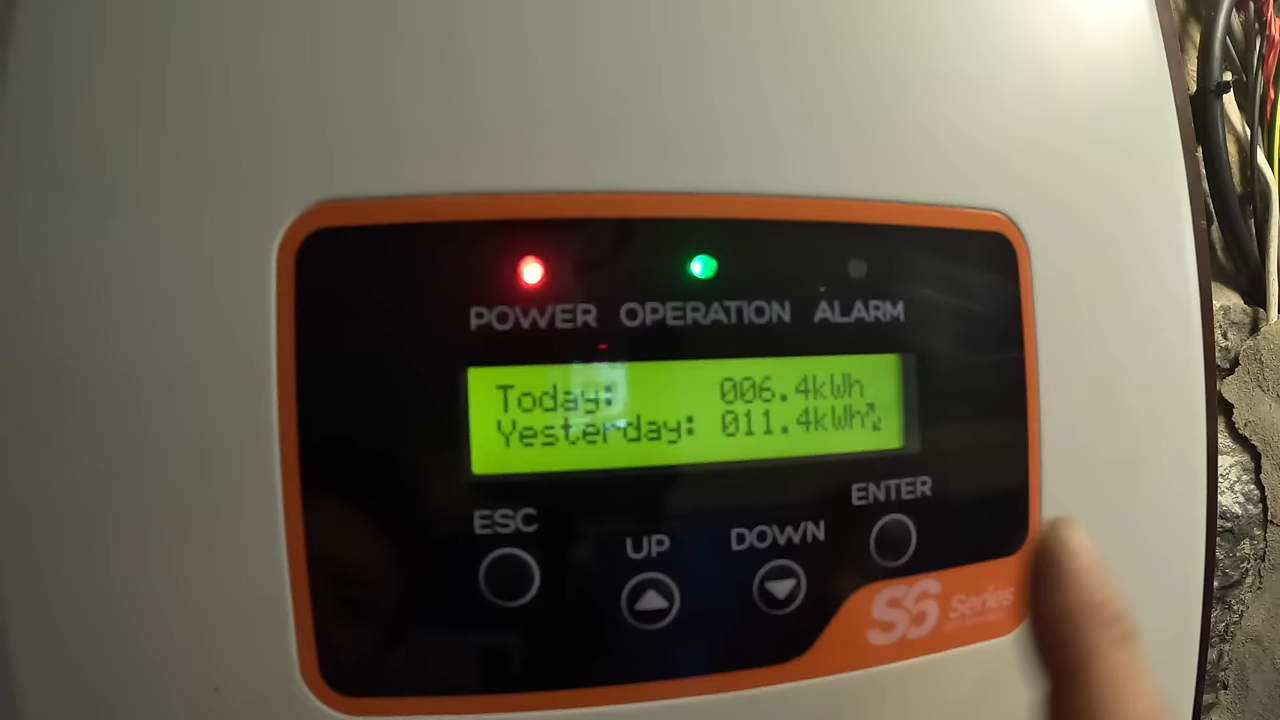 POWER OPERATION ALARM
Today: 006.4kWh
Yesterday: 011.4kWh
ESC UP DOWN ENTER
S6 Series